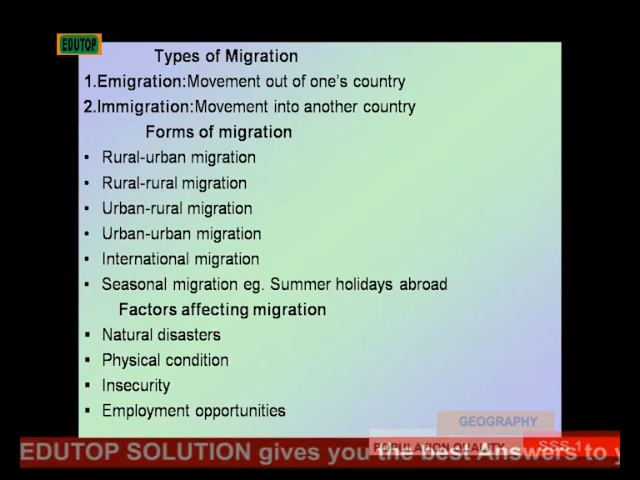 EDUTOP
Types of Migration
1.Emigration:Movement out of one's country
2.Immigration:Movement into another country
Forms of migration
• Rural-urban migration
• Rural-rural migration
• Urban-rural migration
• Urban-urban migration
• International migration
• Seasonal migration eg. Summer holidays abroad
Factors affecting migration
• Natural disasters
• Physical condition
• Insecurity
• Employment opportunities
GEOGRAPHY
POPULATION QUALITY SSS 1
EDUTOP SOLUTION gives you the best Answers to